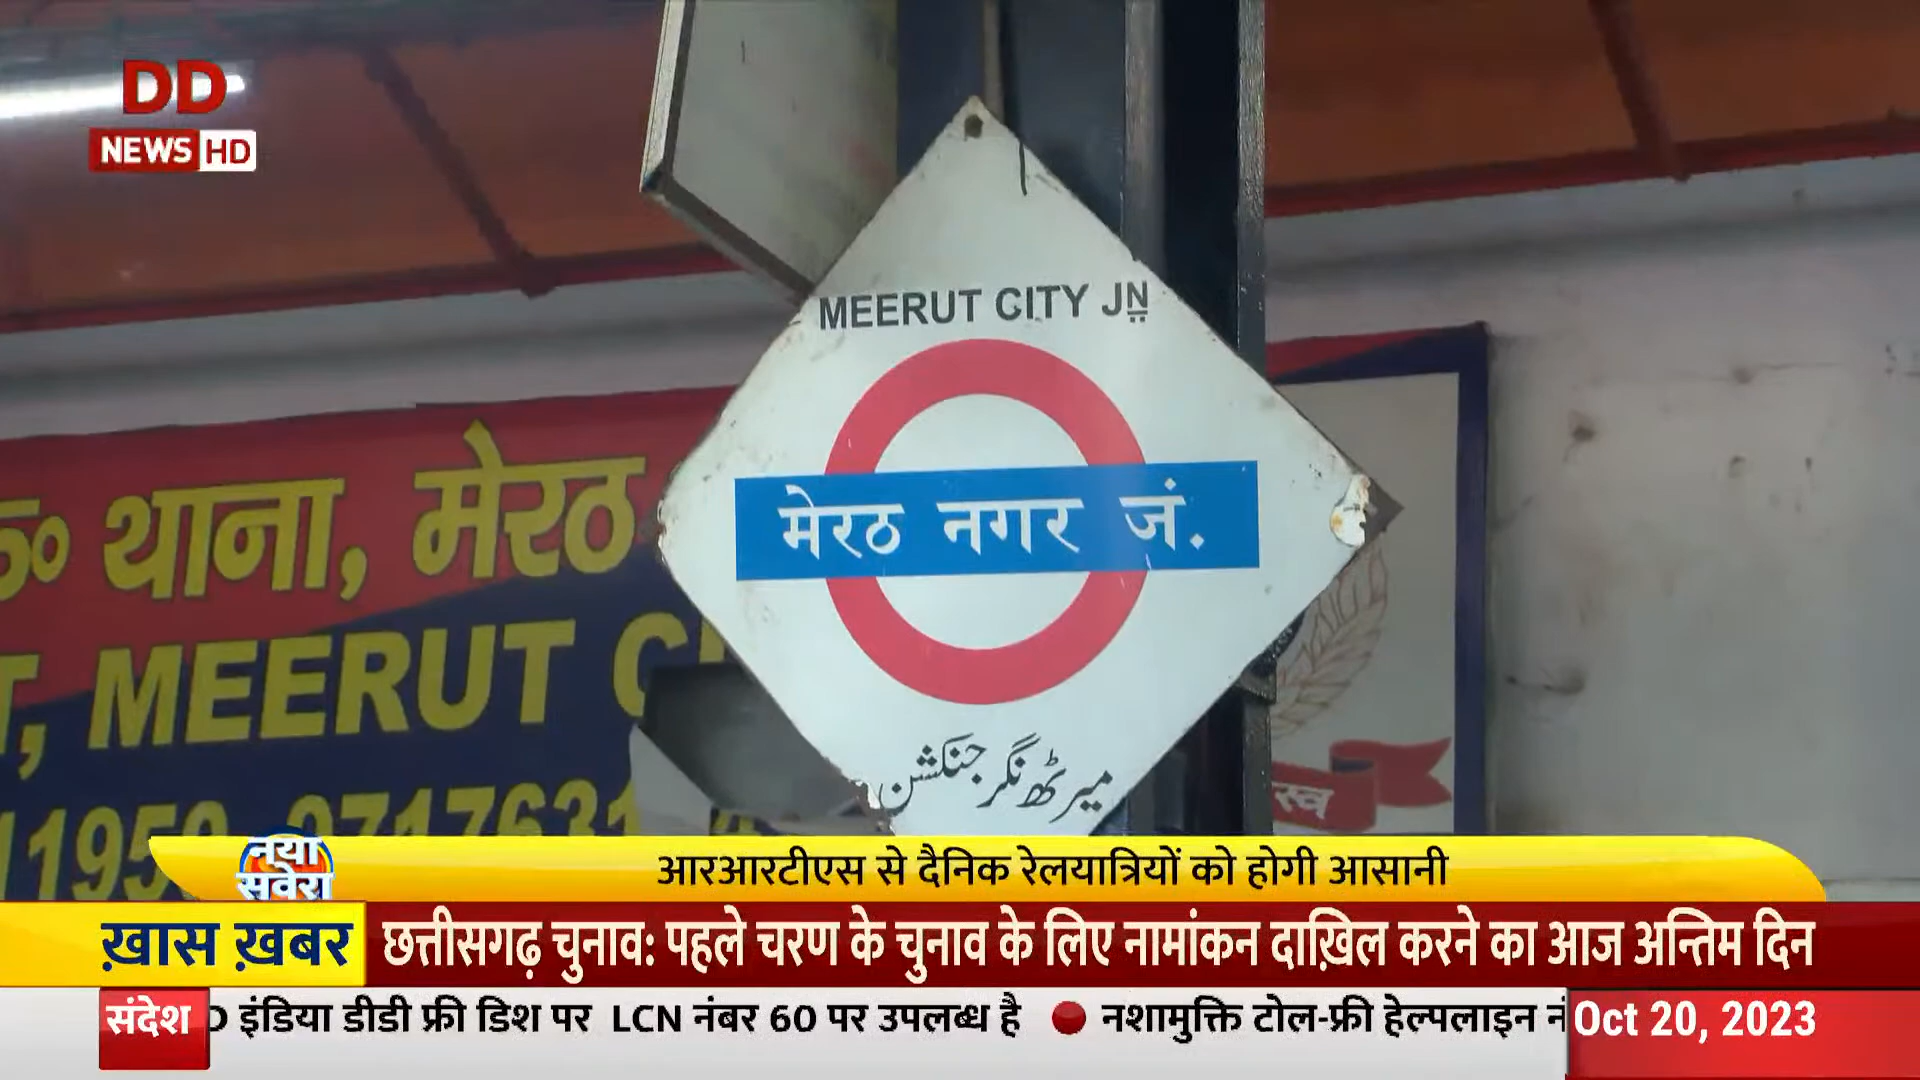 DD
NEWS HD
MEERUT CITY JN
मेरठ नगर जं.
میرٹھ نگر جنکشن
थाना, मेरठ
MEERUT
नया
सवेरा
आरआरटीएस से दैनिक रेलयात्रियों को होगी आसानी
ख़ास ख़बर
छत्तीसगढ़ चुनाव: पहले चरण के चुनाव के लिए नामांकन दाख़िल करने का आज अन्तिम दिन
संदेश
इंडिया डीडी फ्री डिश पर LCN नंबर 60 पर उपलब्ध है
नशामुक्ति टोल-फ्री हेल्पलाइन
Oct 20, 2023